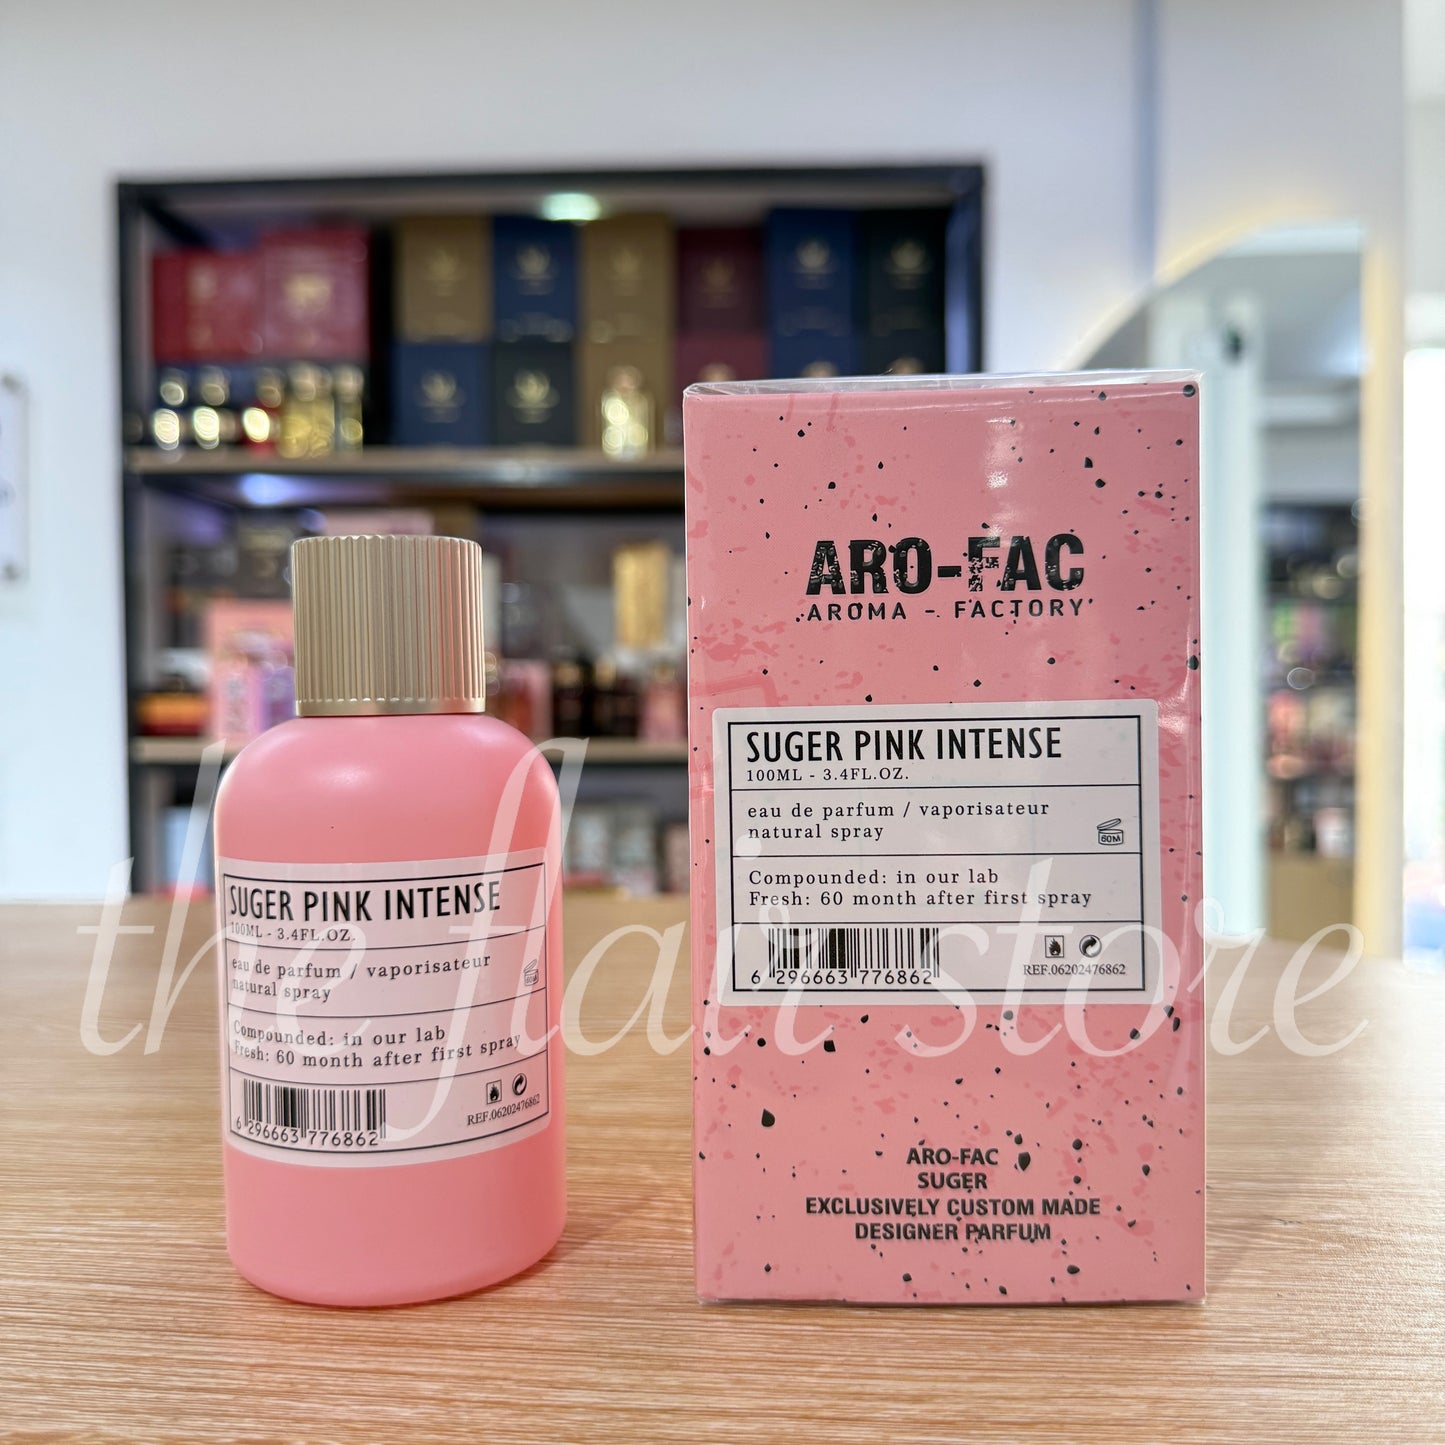 ARO-FAC
AROMA - FACTORY
SUGER PINK INTENSE
100ML - 3.4FL.OZ.
eau de parfum / vaporisateur
natural spray
60M
Compounded: in our lab
Fresh: 60 month after first spray
6 296663 776862
REF.06202476862
ARO-FAC
SUGER
EXCLUSIVELY CUSTOM MADE
DESIGNER PARFUM
SUGER PINK INTENSE
100ML - 3.4FL.OZ.
eau de parfum / vaporisateur
natural spray
60M
Compounded: in our lab
Fresh: 60 month after first spray
6 296663 776862
REF.06202476862
the flair store